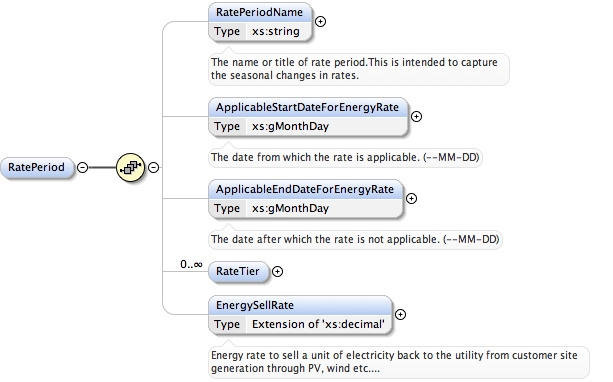 RatePeriodName
Type xs:string
The name or title of rate period.This is intended to capture
the seasonal changes in rates.
ApplicableStartDateForEnergyRate
Type xs:gMonthDay
The date from which the rate is applicable. (--MM-DD)
RatePeriod
ApplicableEndDateForEnergyRate
Type xs:gMonthDay
The date after which the rate is not applicable. (--MM-DD)
0..∞
RateTier
EnergySellRate
Type Extension of 'xs:decimal'
Energy rate to sell a unit of electricity back to the utility from customer site
generation through PV, wind etc....